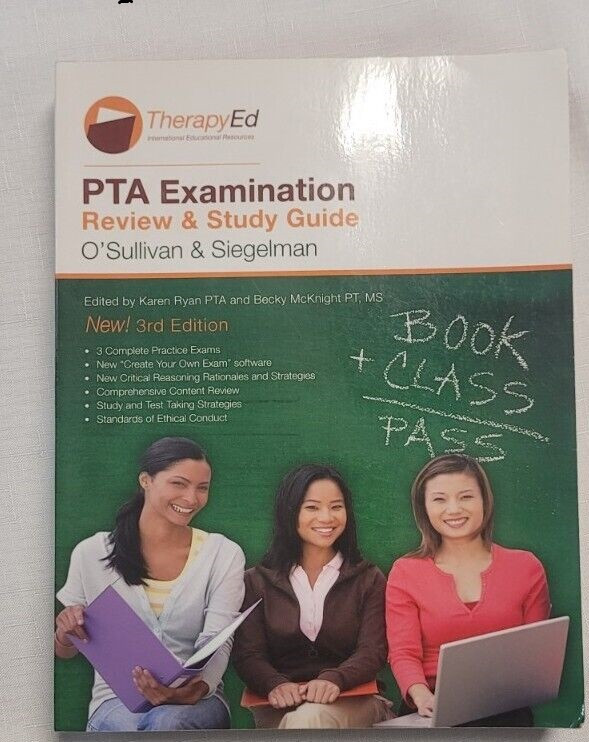 TherapyEd
International Educational Resources
PTA Examination
Review & Study Guide
O'Sullivan & Siegelman
Edited by Karen Ryan PTA and Becky McKnight PT, MS
New! 3rd Edition
• 3 Complete Practice Exams
• New "Create Your Own Exam" software
• New Critical Reasoning Rationales and Strategies
• Comprehensive Content Review
• Study and Test Taking Strategies
• Standards of Ethical Conduct
BOOK
+ CLASS
PASS